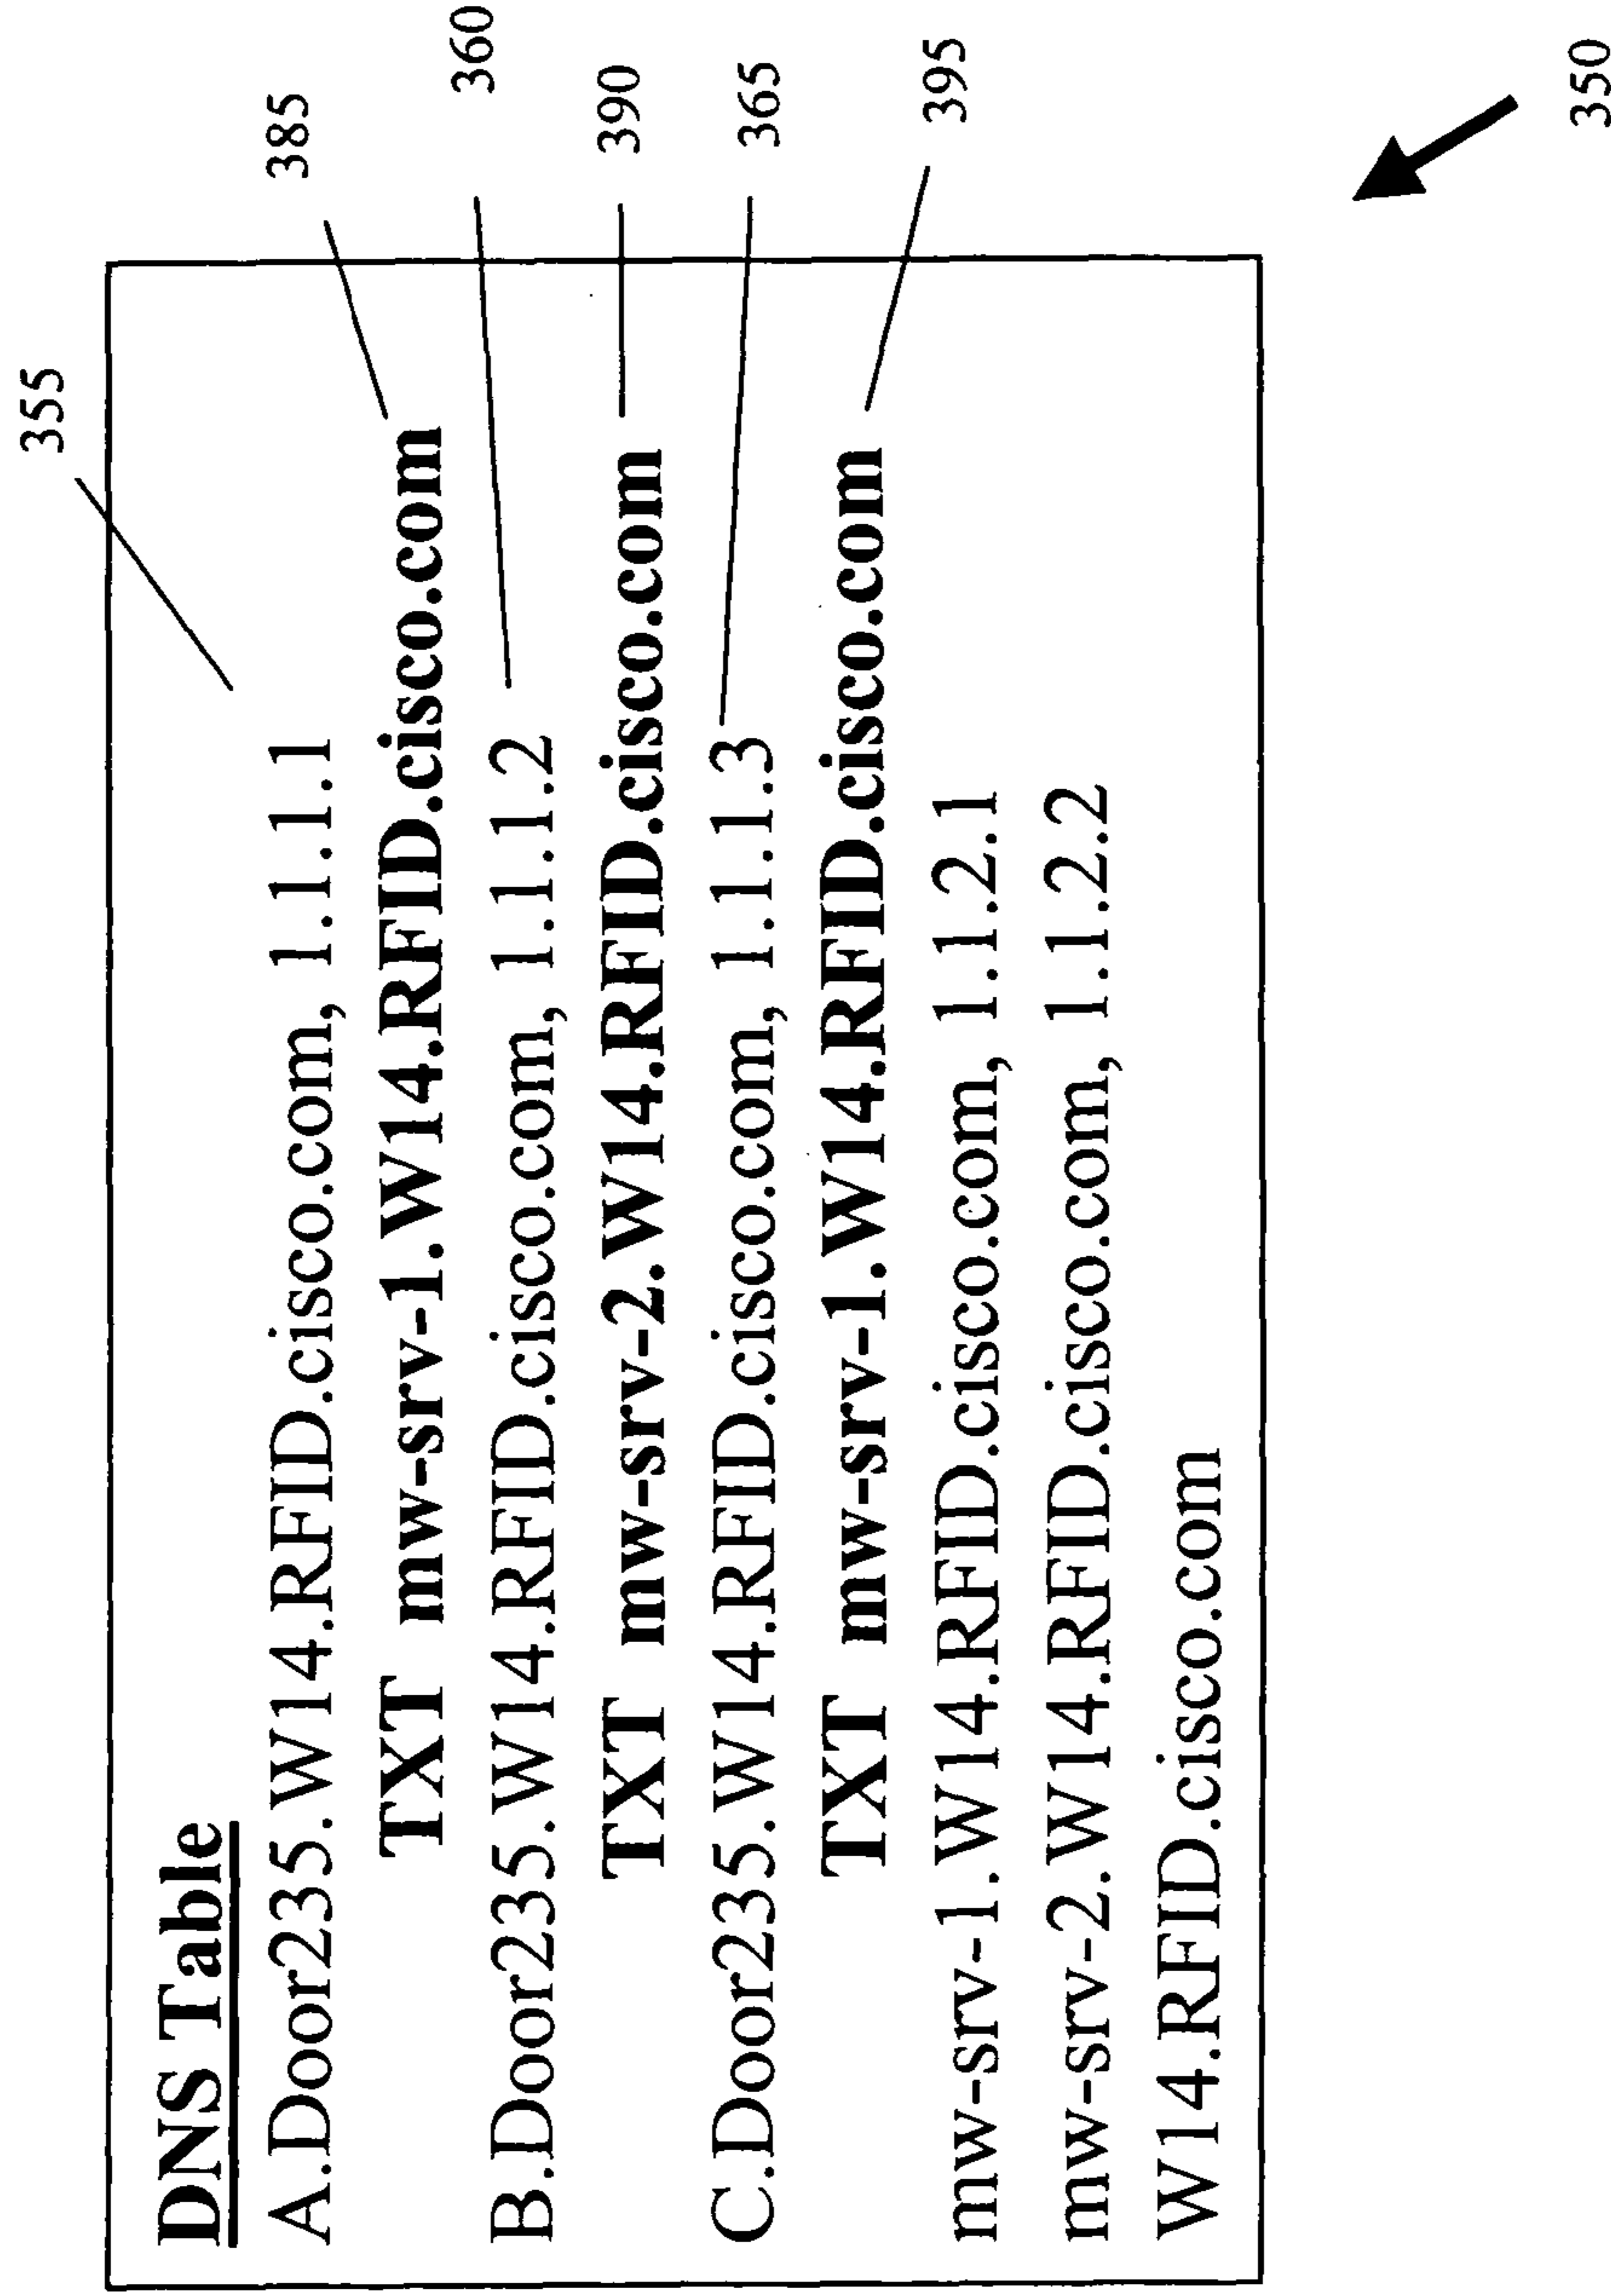 355
DNS Table
A.Door235.W14.RFID.cisco.com, 1.1.1.1
385
TXT mw-srv-1.W14.RFID.cisco.com
360
B.Door235.W14.RFID.cisco.com, 1.1.1.2
390
TXT mw-srv-2.W14.RFID.cisco.com
365
C.Door235.W14.RFID.cisco.com, 1.1.1.3
TXT mw-srv-1.W14.RFID.cisco.com
395
mw-srv-1.W14.RFID.cisco.com, 1.1.2.1
mw-srv-2.W14.RFID.cisco.com, 1.1.2.2
W14.RFID.cisco.com
350